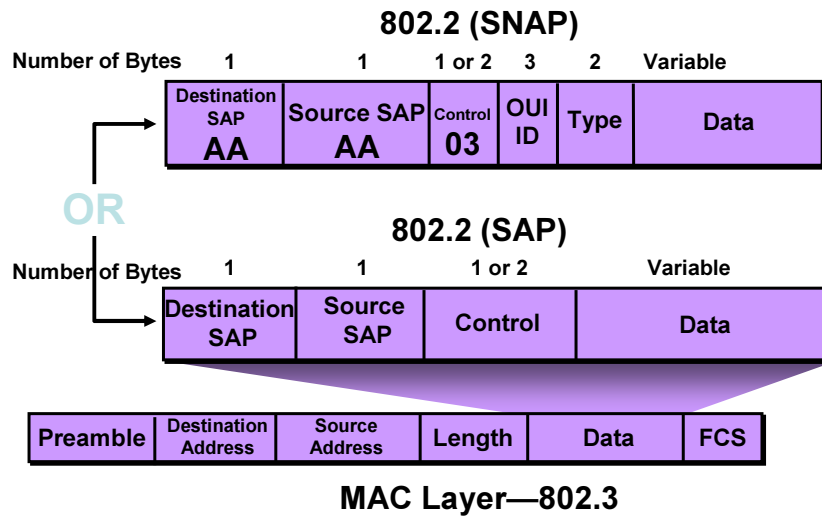 802.2 (SNAP)
Number of Bytes 1 1 1 or 2 3 2 Variable
Destination SAP AA
Source SAP AA
Control 03
OUI ID
Type
Data
OR
802.2 (SAP)
Number of Bytes 1 1 1 or 2 Variable
Destination SAP
Source SAP
Control
Data
Preamble
Destination Address
Source Address
Length
Data
FCS
MAC Layer—802.3